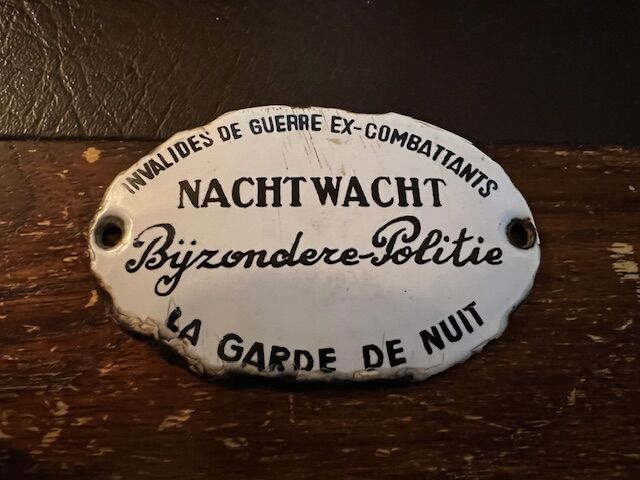 INVALIDES DE GUERRE EX-COMBATTANTS
NACHTWACHT
Bijzondere-Politie
LA GARDE DE NUIT